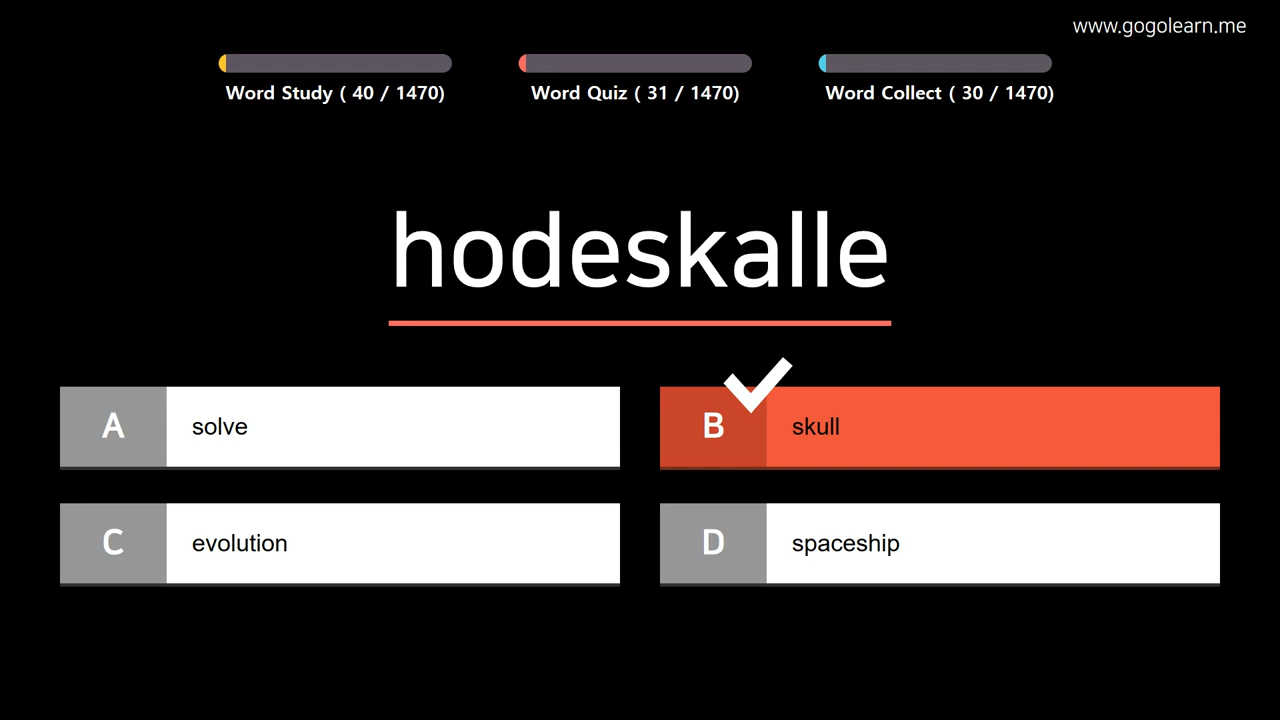 www.gogolearn.me
Word Study ( 40 / 1470)
Word Quiz ( 31 / 1470)
Word Collect ( 30 / 1470)
hodeskalle
A solve
B skull
C evolution
D spaceship